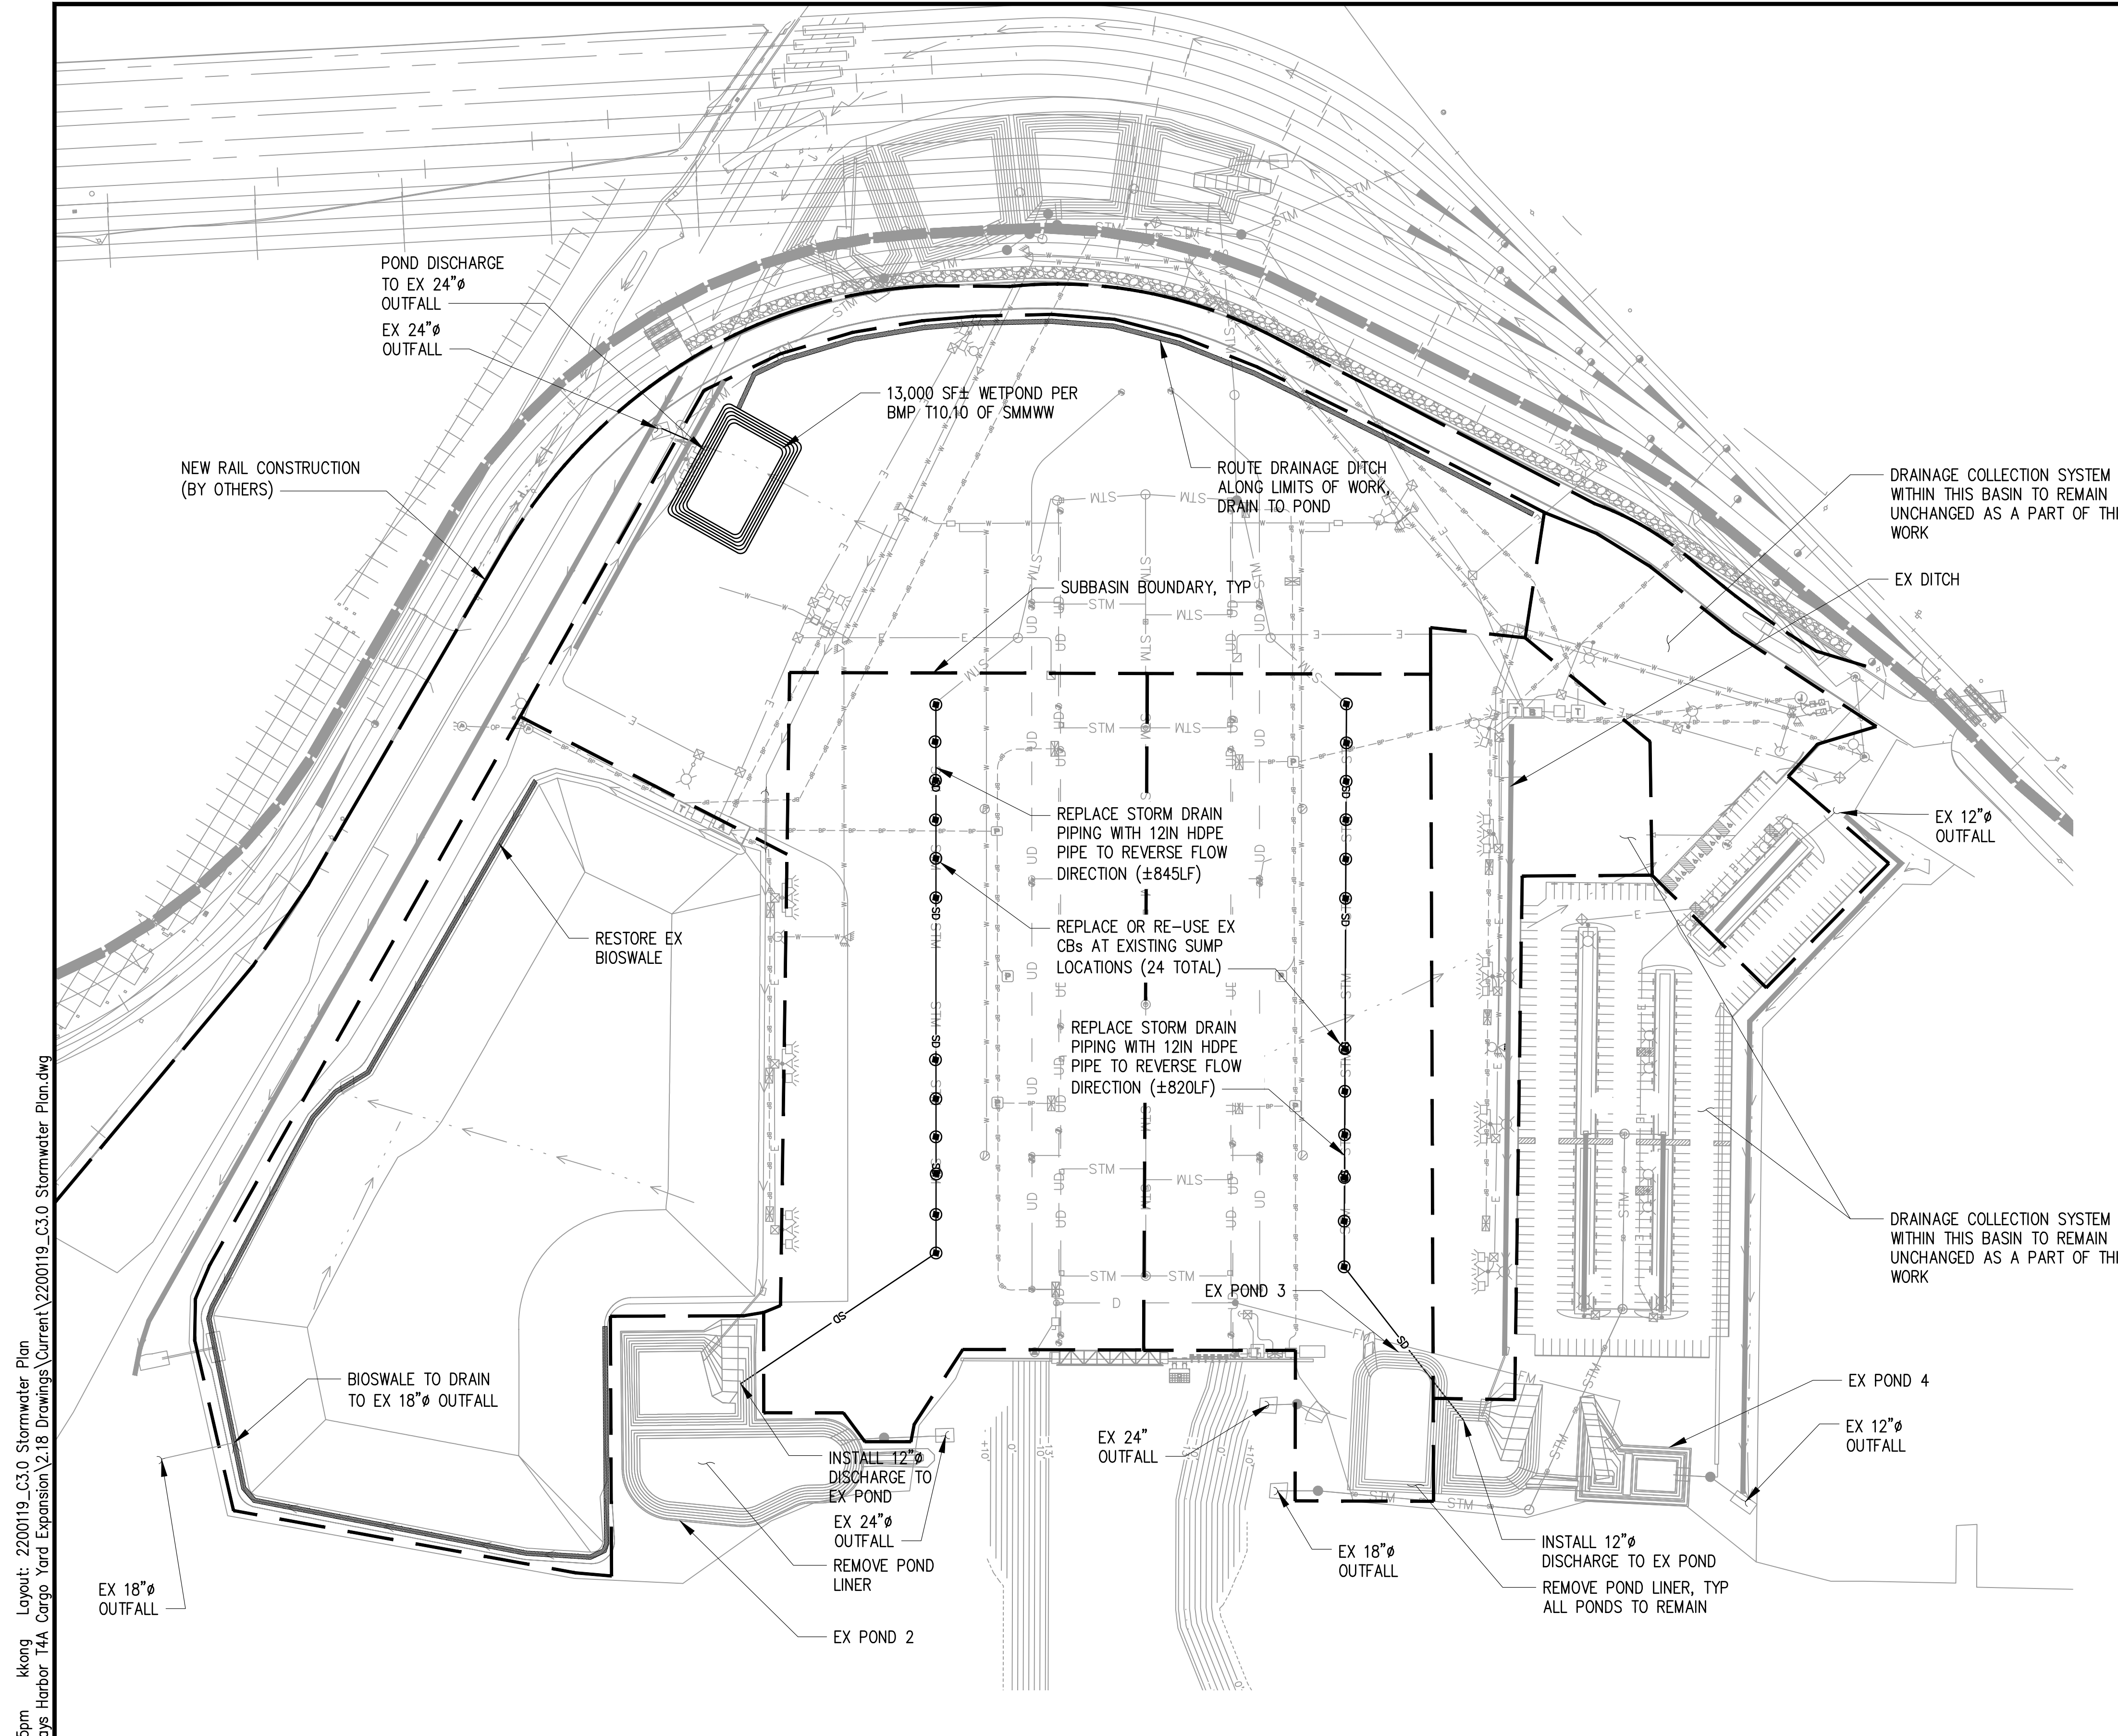 POND DISCHARGE
TO EX 24"ø
OUTFALL
EX 24"ø
OUTFALL
13,000 SF± WETPOND PER
BMP T10.10 OF SMMWW
NEW RAIL CONSTRUCTION
(BY OTHERS)
ROUTE DRAINAGE DITCH
ALONG LIMITS OF WORK,
DRAIN TO POND
DRAINAGE COLLECTION SYSTEM
WITHIN THIS BASIN TO REMAIN
UNCHANGED AS A PART OF
WORK
EX DITCH
SUBBASIN BOUNDARY, TYP
REPLACE STORM DRAIN
PIPING WITH 12IN HDPE
PIPE TO REVERSE FLOW
DIRECTION (±845LF)
EX 12"ø
OUTFALL
REPLACE OR RE-USE EX
CBs AT EXISTING SUMP
LOCATIONS (24 TOTAL)
RESTORE EX
BIOSWALE
REPLACE STORM DRAIN
PIPING WITH 12IN HDPE
PIPE TO REVERSE FLOW
DIRECTION (±820LF)
DRAINAGE COLLECTION SYSTEM
WITHIN THIS BASIN TO REMAIN
UNCHANGED AS A PART OF
WORK
EX POND 3
BIOSWALE TO DRAIN
TO EX 18"ø OUTFALL
EX POND 4
EX 12"ø
OUTFALL
EX 24"
OUTFALL
INSTALL 12"ø
DISCHARGE TO
EX POND
EX 24"ø
OUTFALL
REMOVE POND
LINER
EX 18"ø
OUTFALL
INSTALL 12"ø
DISCHARGE TO EX POND
REMOVE POND LINER, TYP
ALL PONDS TO REMAIN
EX 18"ø
OUTFALL
EX POND 2
STM
SD
UD
FM
kkong Layout: 2200119_C3.0 Stormwater Plan
Harbor T4A Cargo Yard Expansion\2.18 Drawings\Current\2200119_C3.0 Stormwater Plan.dwg